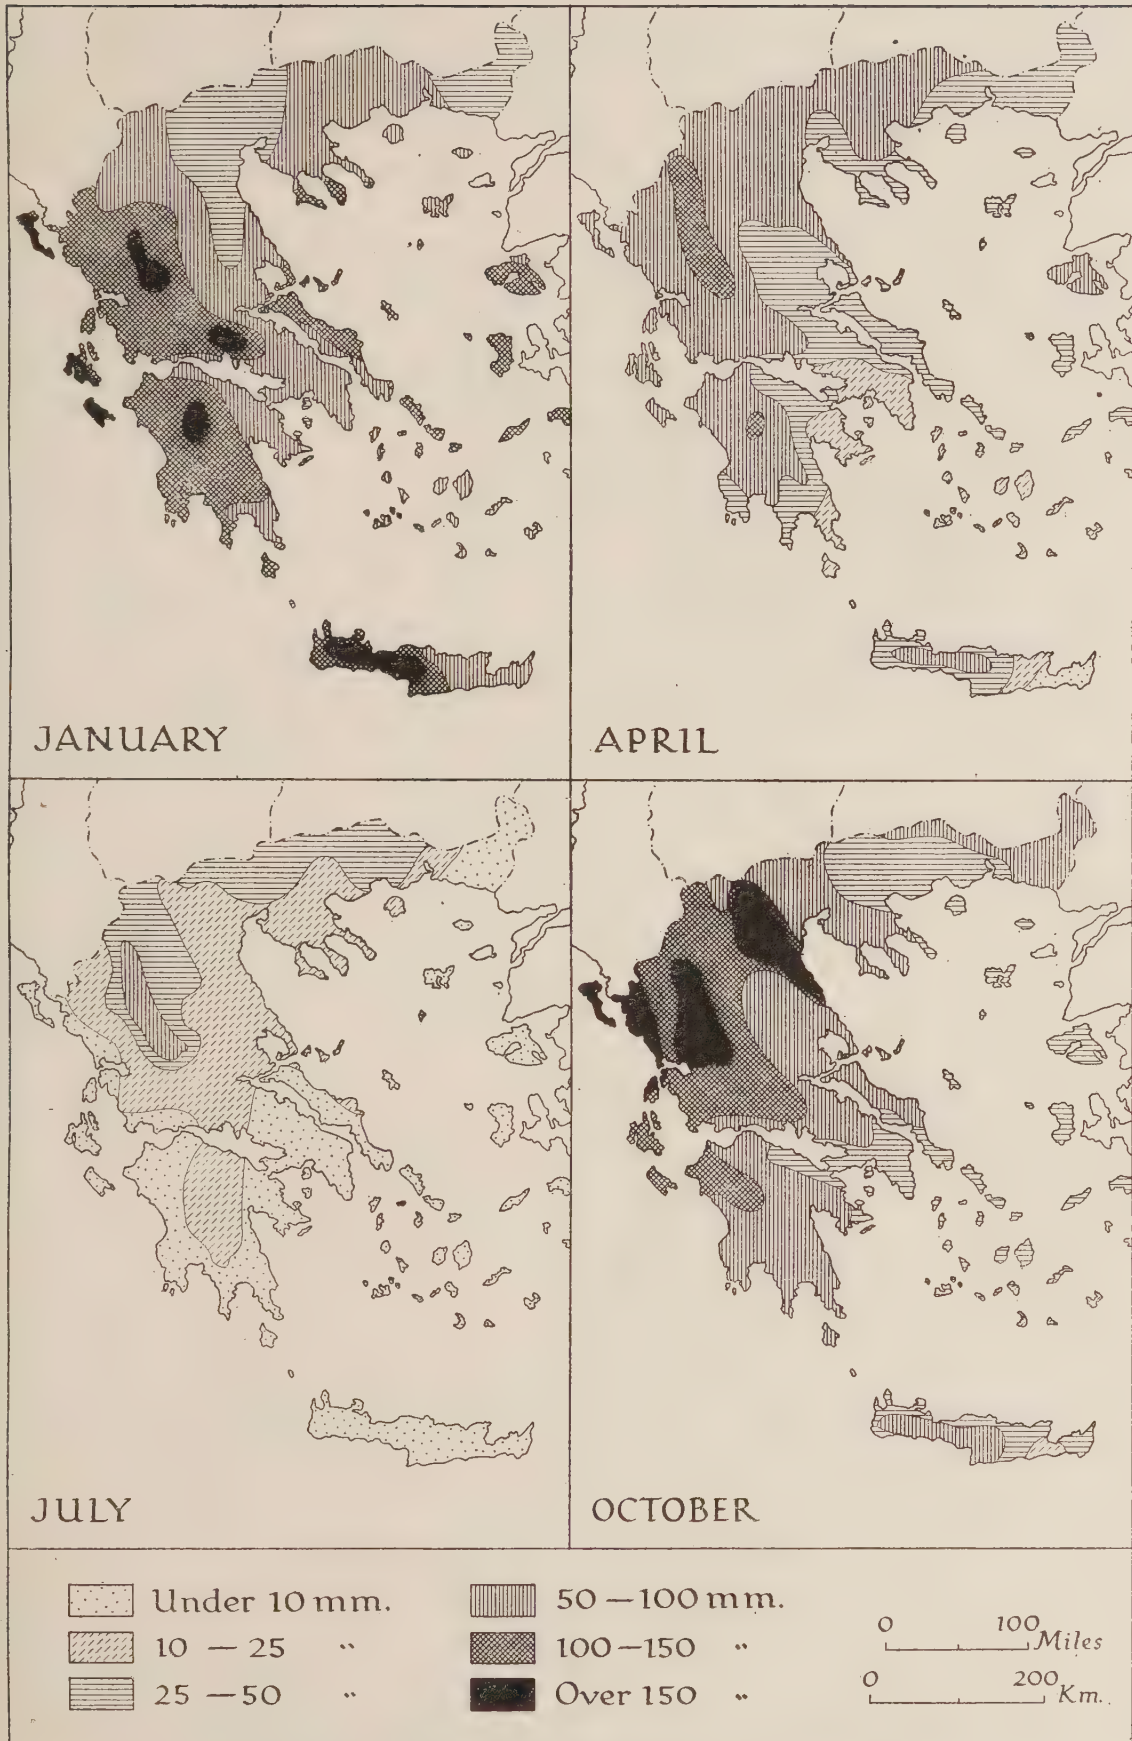 JANUARY
APRIL
JULY
OCTOBER
Under 10 mm.
10 — 25 "
25 — 50 "
50 — 100 mm.
100 — 150 "
Over 150 "
0 100 Miles
0 200 Km.